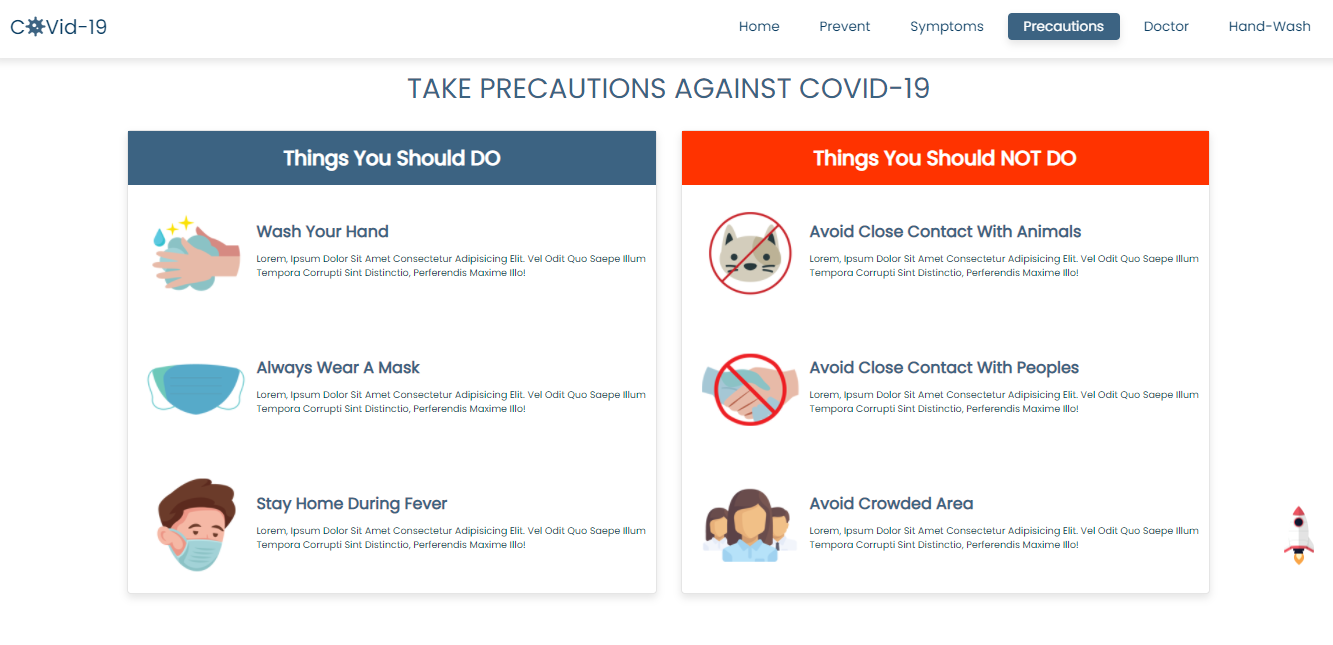 C Vid-19
Home Prevent Symptoms Precautions Doctor Hand-Wash
TAKE PRECAUTIONS AGAINST COVID-19
Things You Should DO
Wash Your Hand
Lorem, Ipsum Dolor Sit Amet Consectetur Adipisicing Elit. Vel Odit Quo Saepe Illum
Tempora Corrupti Sint Distinctio, Perferendis Maxime Illo!
Always Wear A Mask
Lorem, Ipsum Dolor Sit Amet Consectetur Adipisicing Elit. Vel Odit Quo Saepe Illum
Tempora Corrupti Sint Distinctio, Perferendis Maxime Illo!
Stay Home During Fever
Lorem, Ipsum Dolor Sit Amet Consectetur Adipisicing Elit. Vel Odit Quo Saepe Illum
Tempora Corrupti Sint Distinctio, Perferendis Maxime Illo!
Things You Should NOT DO
Avoid Close Contact With Animals
Lorem, Ipsum Dolor Sit Amet Consectetur Adipisicing Elit. Vel Odit Quo Saepe Illum
Tempora Corrupti Sint Distinctio, Perferendis Maxime Illo!
Avoid Close Contact With Peoples
Lorem, Ipsum Dolor Sit Amet Consectetur Adipisicing Elit. Vel Odit Quo Saepe Illum
Tempora Corrupti Sint Distinctio, Perferendis Maxime Illo!
Avoid Crowded Area
Lorem, Ipsum Dolor Sit Amet Consectetur Adipisicing Elit. Vel Odit Quo Saepe Illum
Tempora Corrupti Sint Distinctio, Perferendis Maxime Illo!